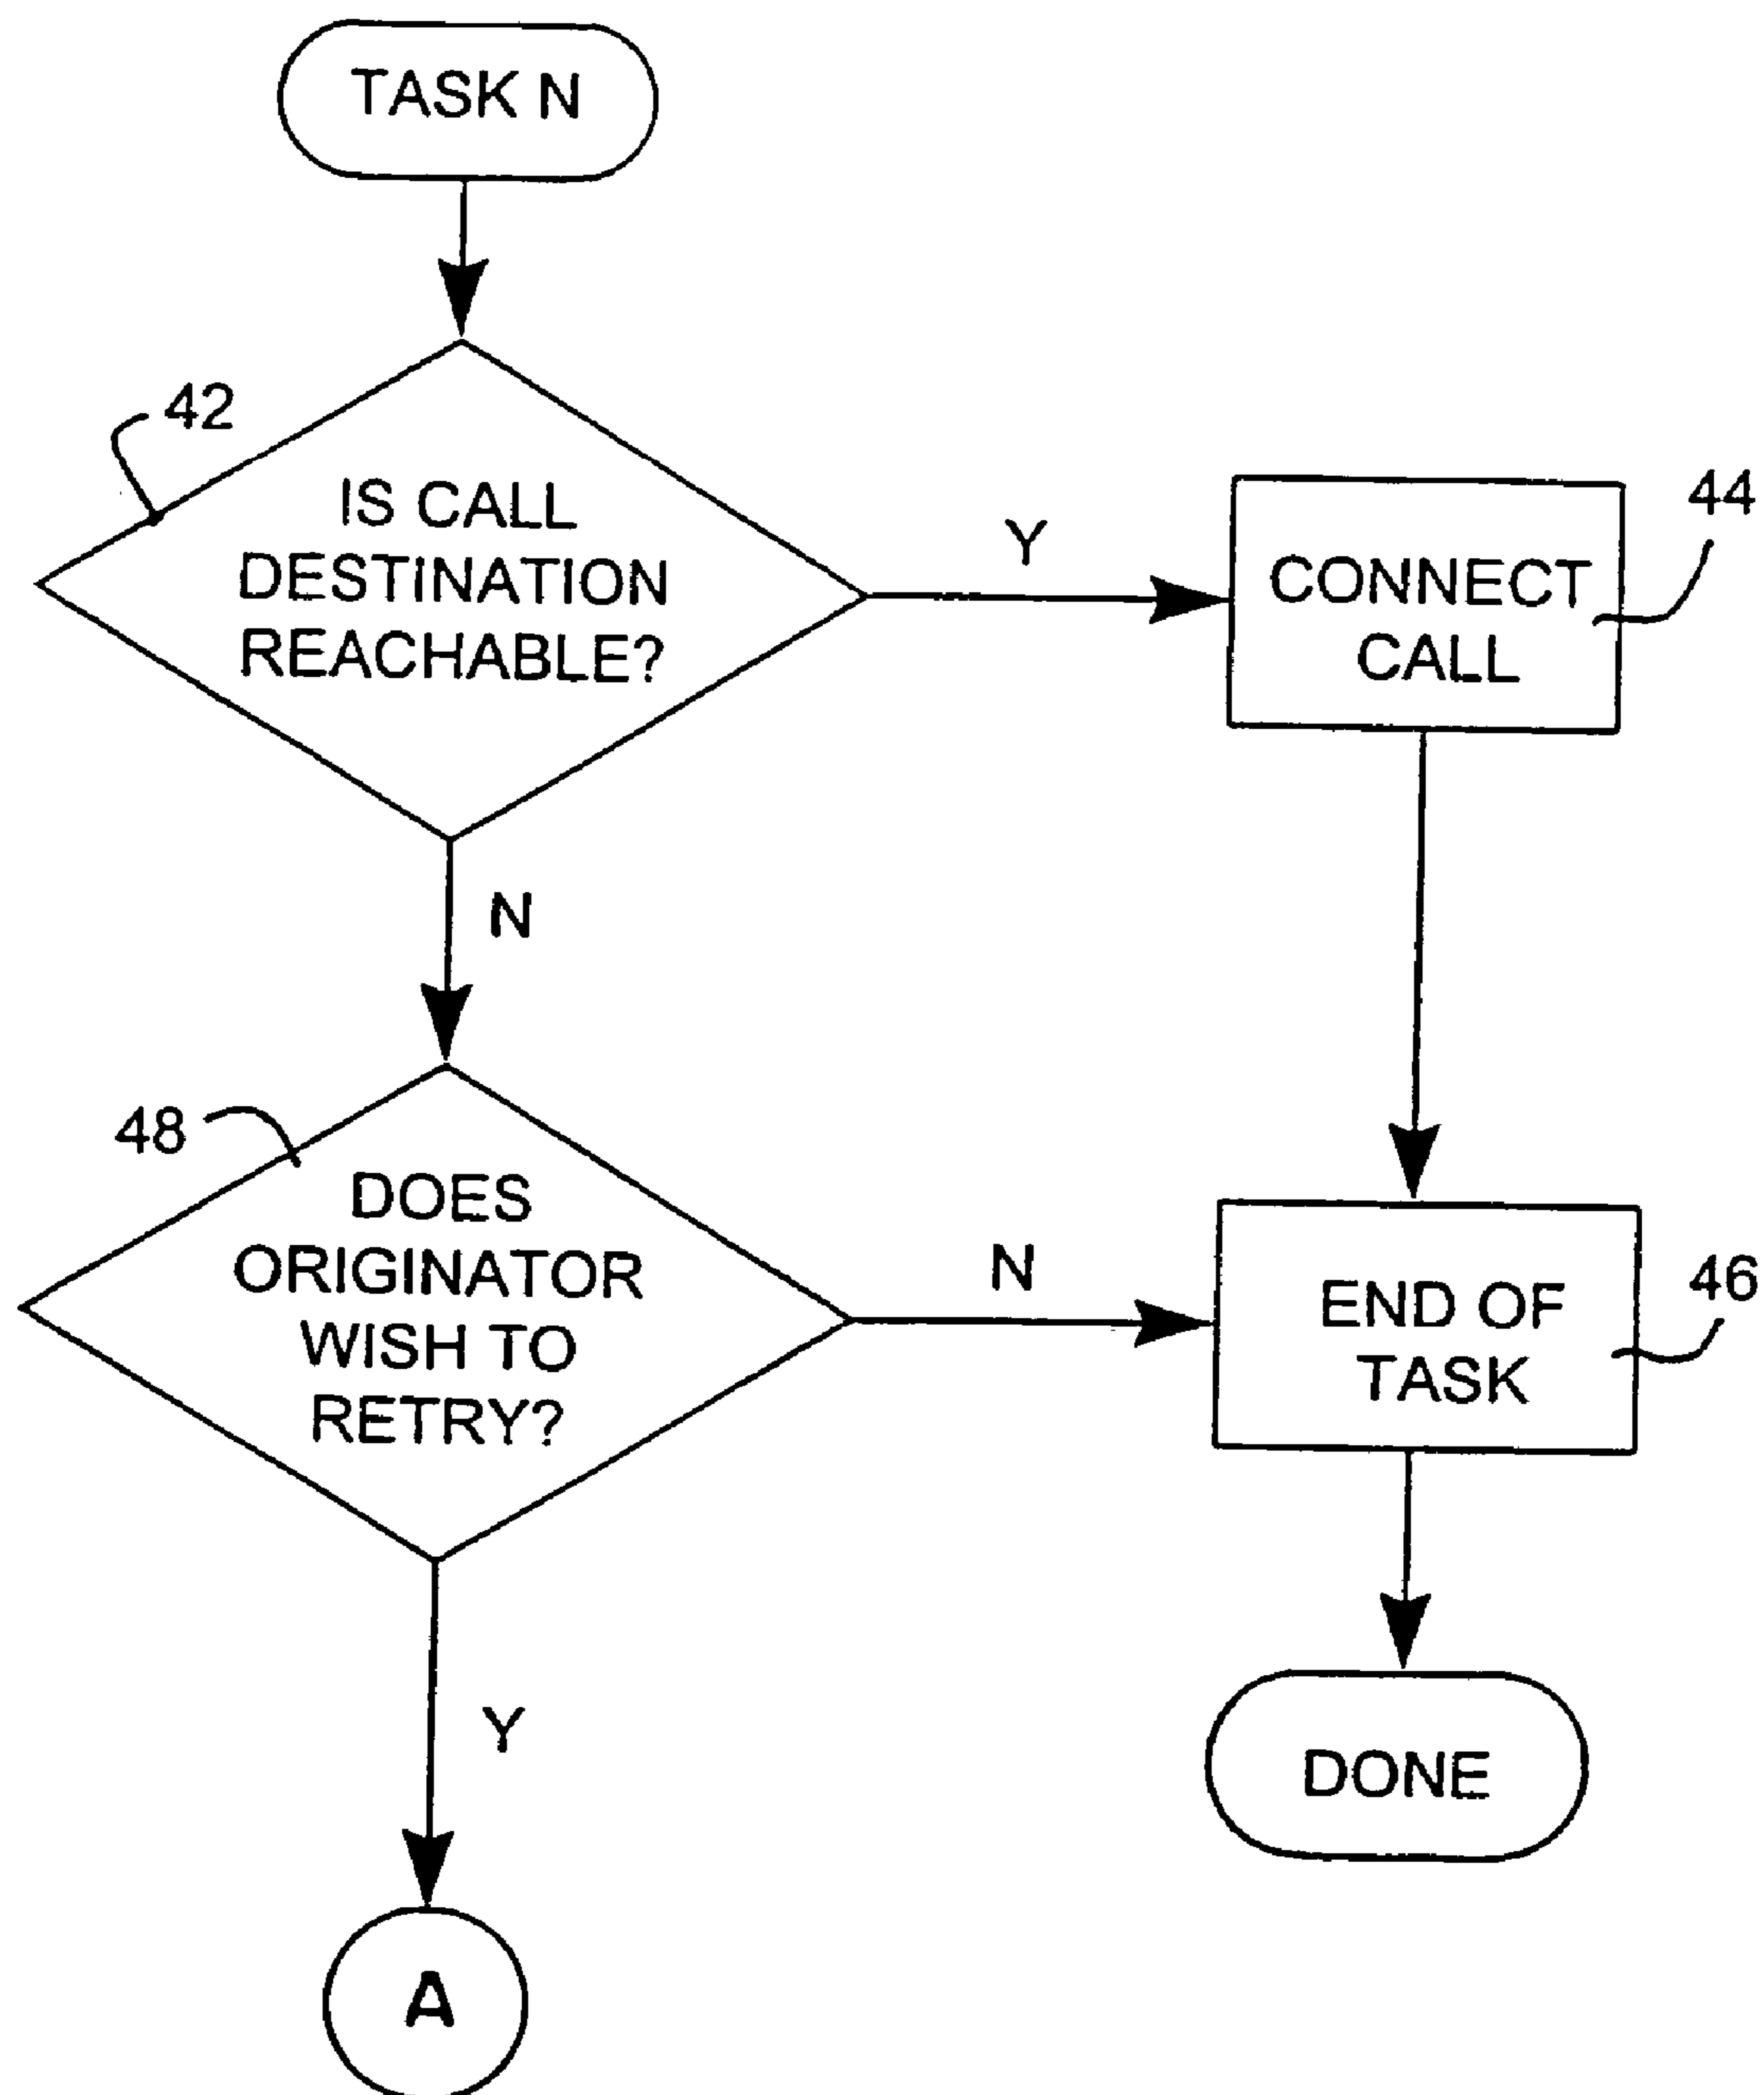 TASK N
42
IS CALL
DESTINATION
REACHABLE?
Y
44
CONNECT
CALL
N
48
DOES
ORIGINATOR
WISH TO
RETRY?
N
46
END OF
TASK
Y
DONE
A